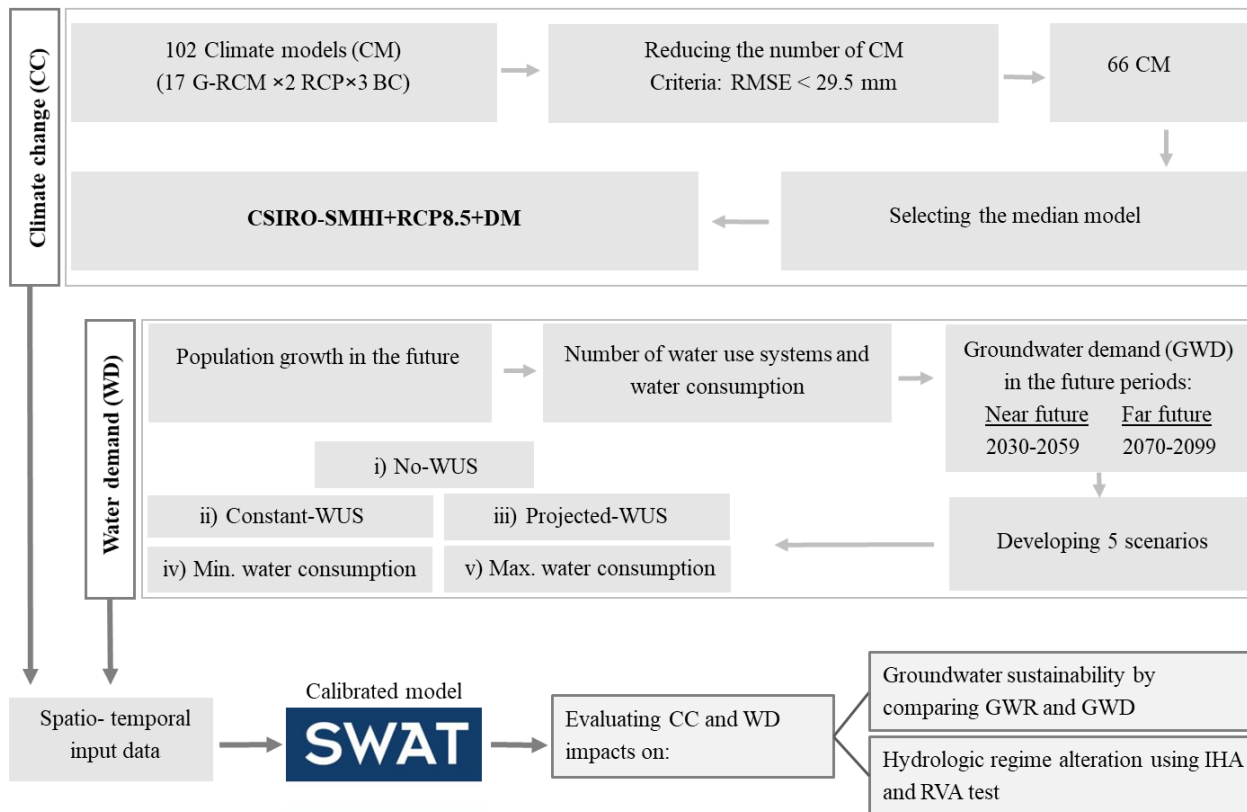 Climate change (CC)
102 Climate models (CM)
(17 G-RCM ×2 RCP×3 BC)
Reducing the number of CM
Criteria: RMSE < 29.5 mm
66 CM
Selecting the median model
CSIRO-SMHI+RCP8.5+DM
Water demand (WD)
Population growth in the future
Number of water use systems and
water consumption
Groundwater demand (GWD)
in the future periods:
Near future Far future
2030-2059 2070-2099
Developing 5 scenarios
i) No-WUS
ii) Constant-WUS
iii) Projected-WUS
iv) Min. water consumption
v) Max. water consumption
Spatio- temporal
input data
Calibrated model
SWAT
Evaluating CC and WD
impacts on:
Groundwater sustainability by
comparing GWR and GWD
Hydrologic regime alteration using IHA
and RVA test